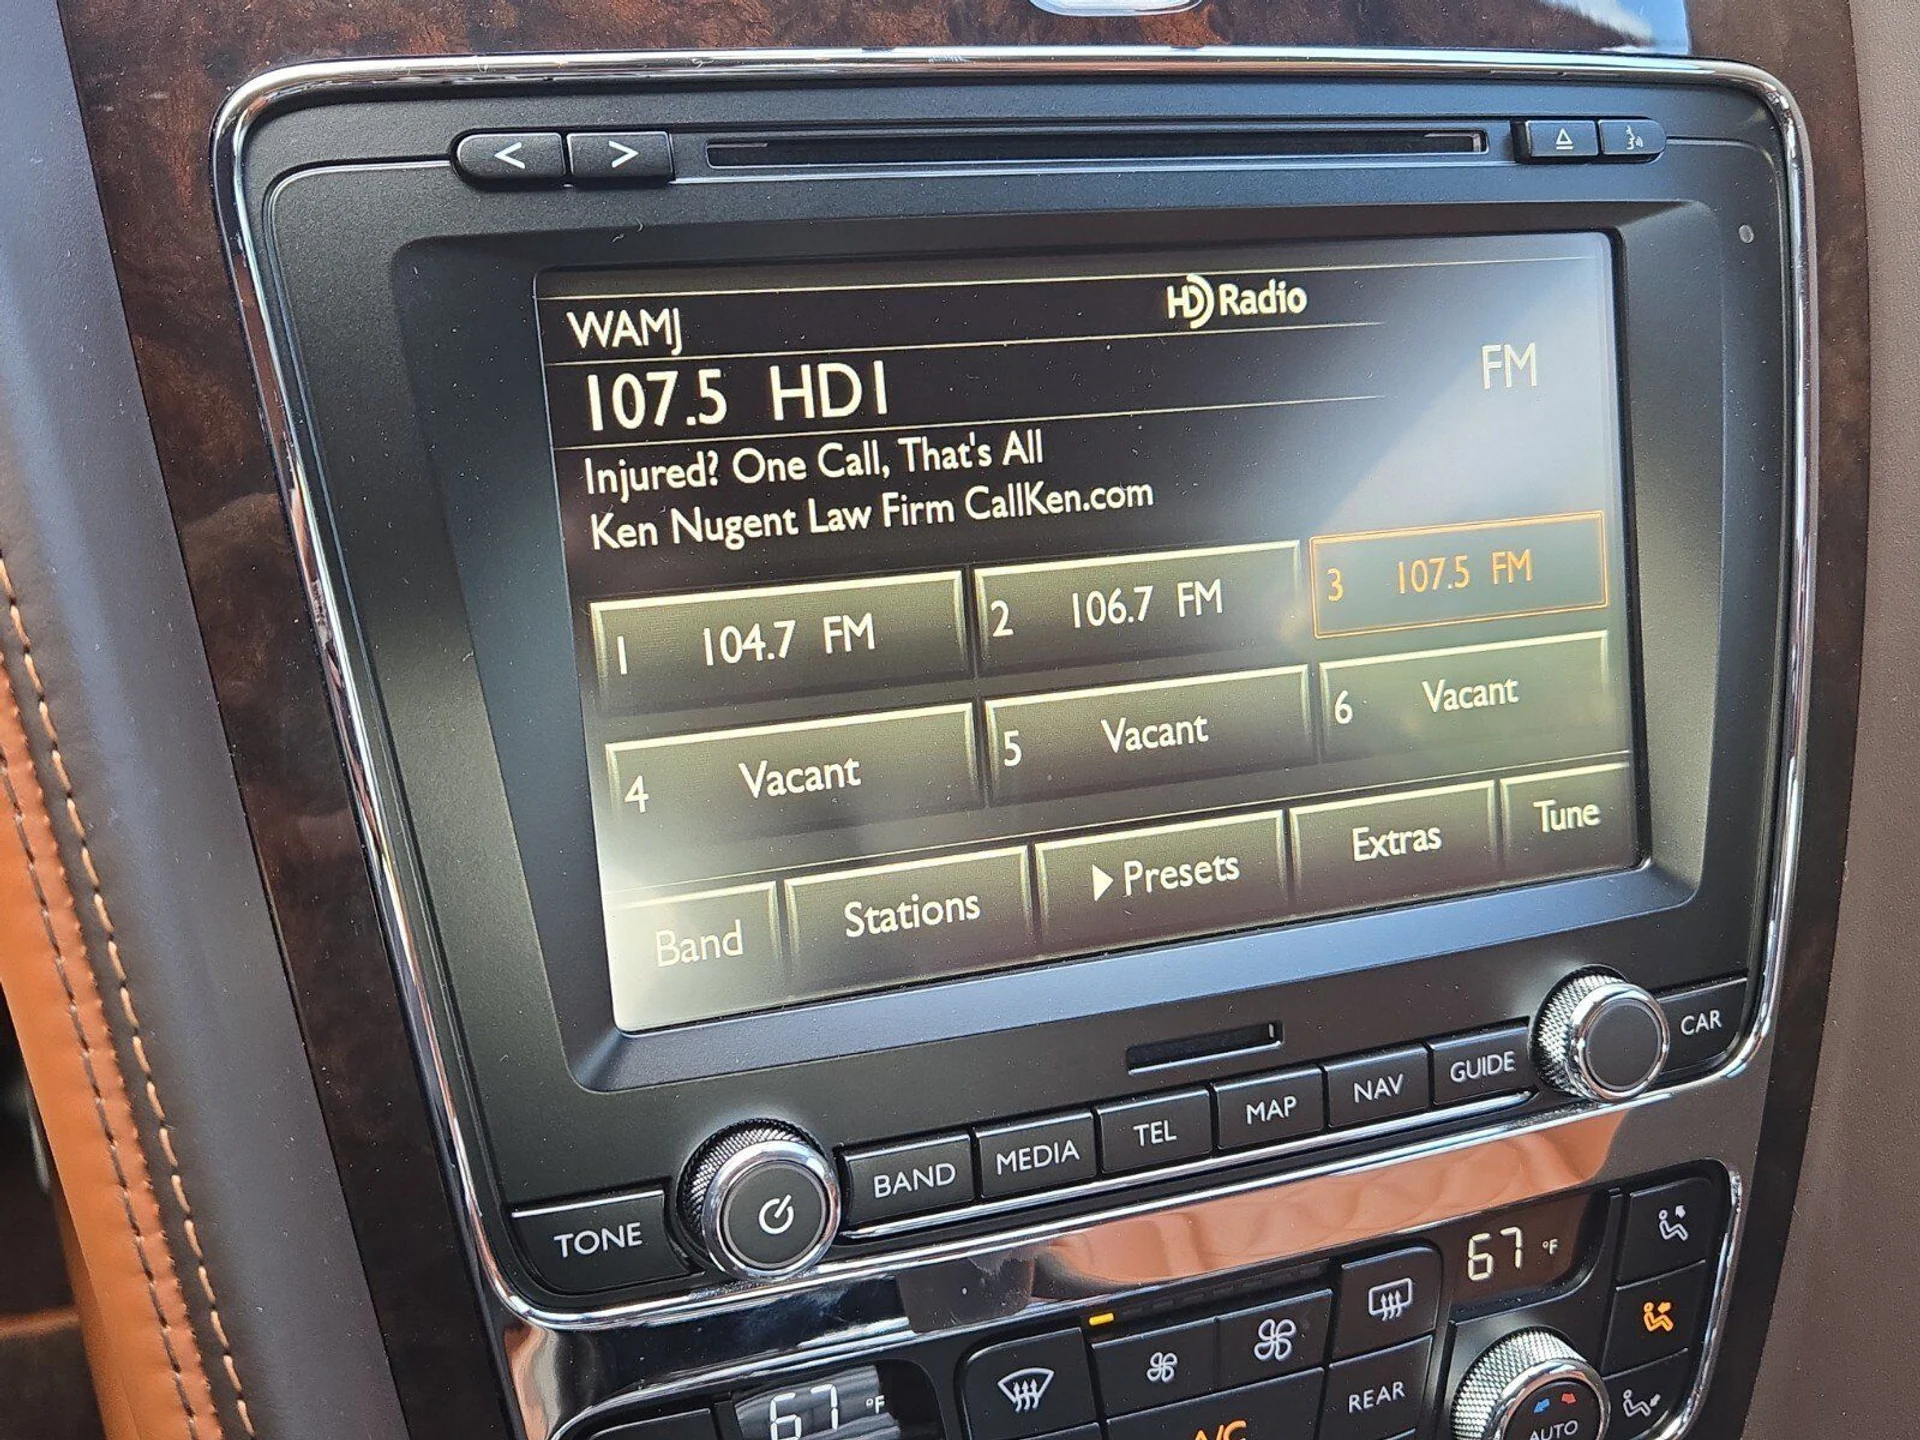 WAMJ
HD Radio
107.5 HD1
FM
Injured? One Call, That's All
Ken Nugent Law Firm CallKen.com
1 104.7 FM
2 106.7 FM
3 107.5 FM
4 Vacant
5 Vacant
6 Vacant
Band
Stations
Presets
Extras
Tune
TONE
BAND
MEDIA
TEL
MAP
NAV
GUIDE
CAR
67 °F
67 °F
REAR
A/C
AUTO